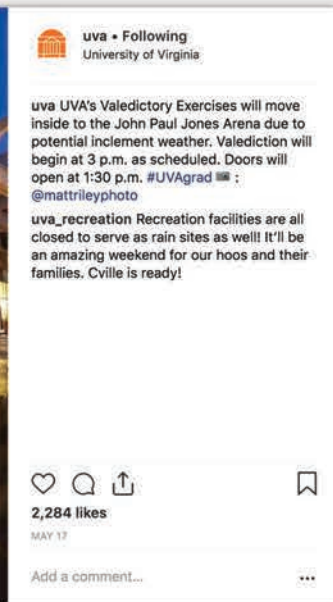 uva • Following
University of Virginia
uva UVA's Valedictory Exercises will move
inside to the John Paul Jones Arena due to
potential inclement weather. Valediction will
begin at 3 p.m. as scheduled. Doors will
open at 1:30 p.m. #UVAgrad 📷 :
@mattrileyphoto
uva_recreation Recreation facilities are all
closed to serve as rain sites as well! It'll be
an amazing weekend for our hoos and their
families. Cville is ready!
2,284 likes
MAY 17
Add a comment...